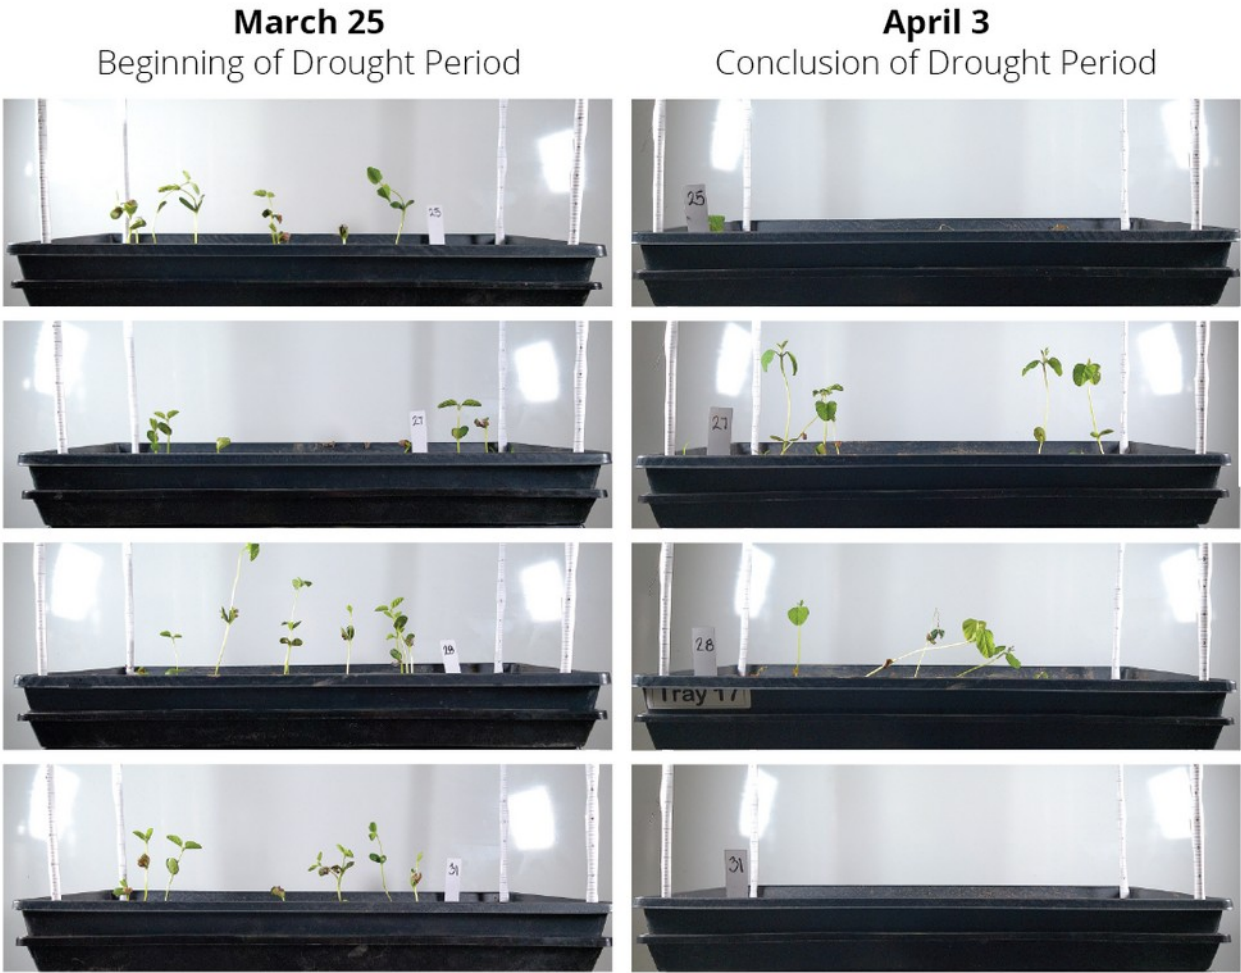 March 25
Beginning of Drought Period
April 3
Conclusion of Drought Period
25
25
27
27
28
28
Tray 17
31
31